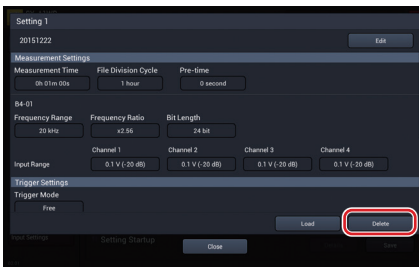 Setting 1
20151222 Edit
Measurement Settings
Measurement Time File Division Cycle Pre-time
0h 01m 00s 1 hour 0 second
B4-01
Frequency Range Frequency Ratio Bit Length
20 kHz x2.56 24 bit
Channel 1 Channel 2 Channel 3 Channel 4
Input Range 0.1 V (-20 dB) 0.1 V (-20 dB) 0.1 V (-20 dB) 0.1 V (-20 dB)
Trigger Settings
Trigger Mode
Free
Load Delete
Input Settings Setting Startup Close Save